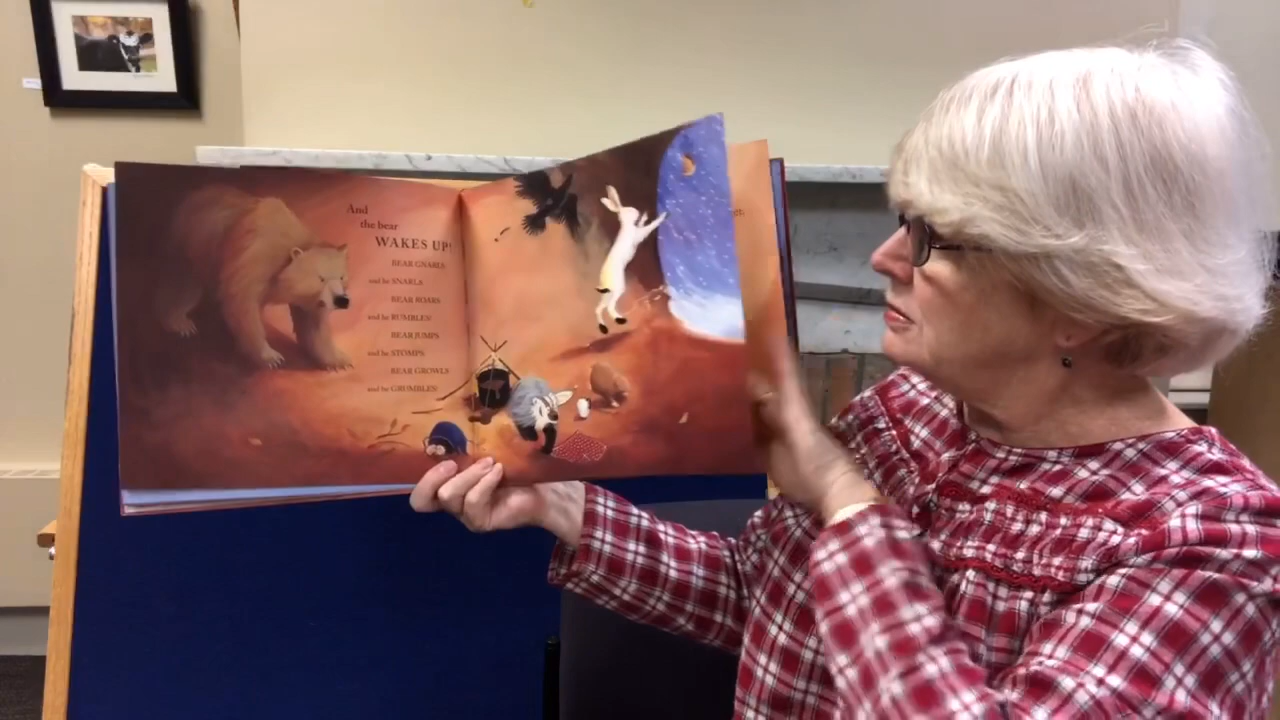 And
the bear
WAKES UP!
BEAR GNARLS
and he SNARLS.
BEAR ROARS
and he RUMBLES!
BEAR JUMPS
and he STOMPS.
BEAR GROWLS
and he GRUMBLES!